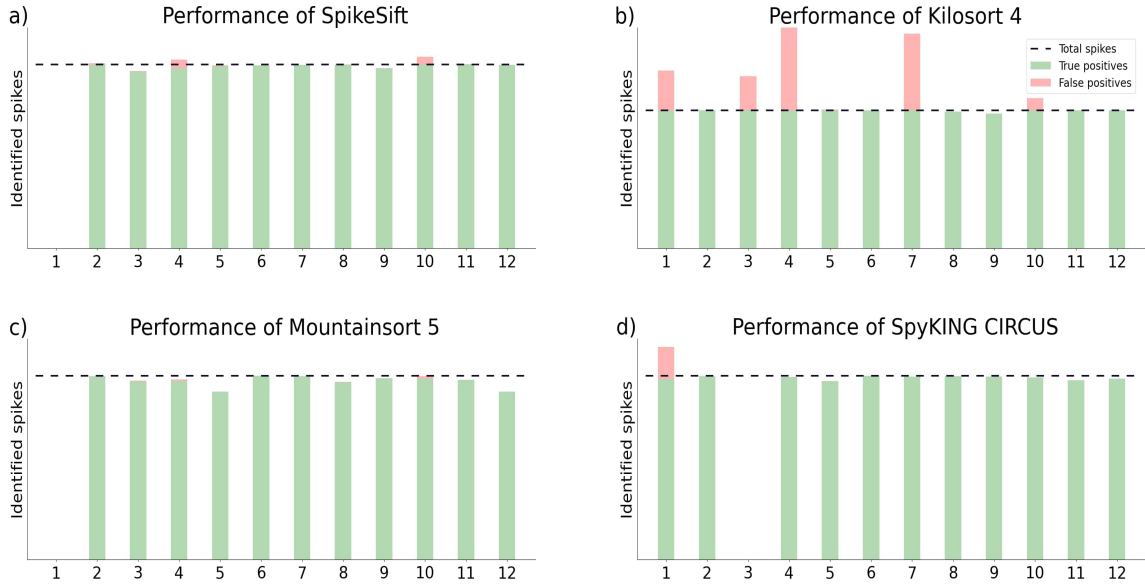 a) Performance of SpikeSift
Identified spikes
1 2 3 4 5 6 7 8 9 10 11 12
b) Performance of Kilosort 4
Total spikes
True positives
False positives
Identified spikes
1 2 3 4 5 6 7 8 9 10 11 12
c) Performance of Mountainsort 5
Identified spikes
1 2 3 4 5 6 7 8 9 10 11 12
d) Performance of SpyKING CIRCUS
Identified spikes
1 2 3 4 5 6 7 8 9 10 11 12